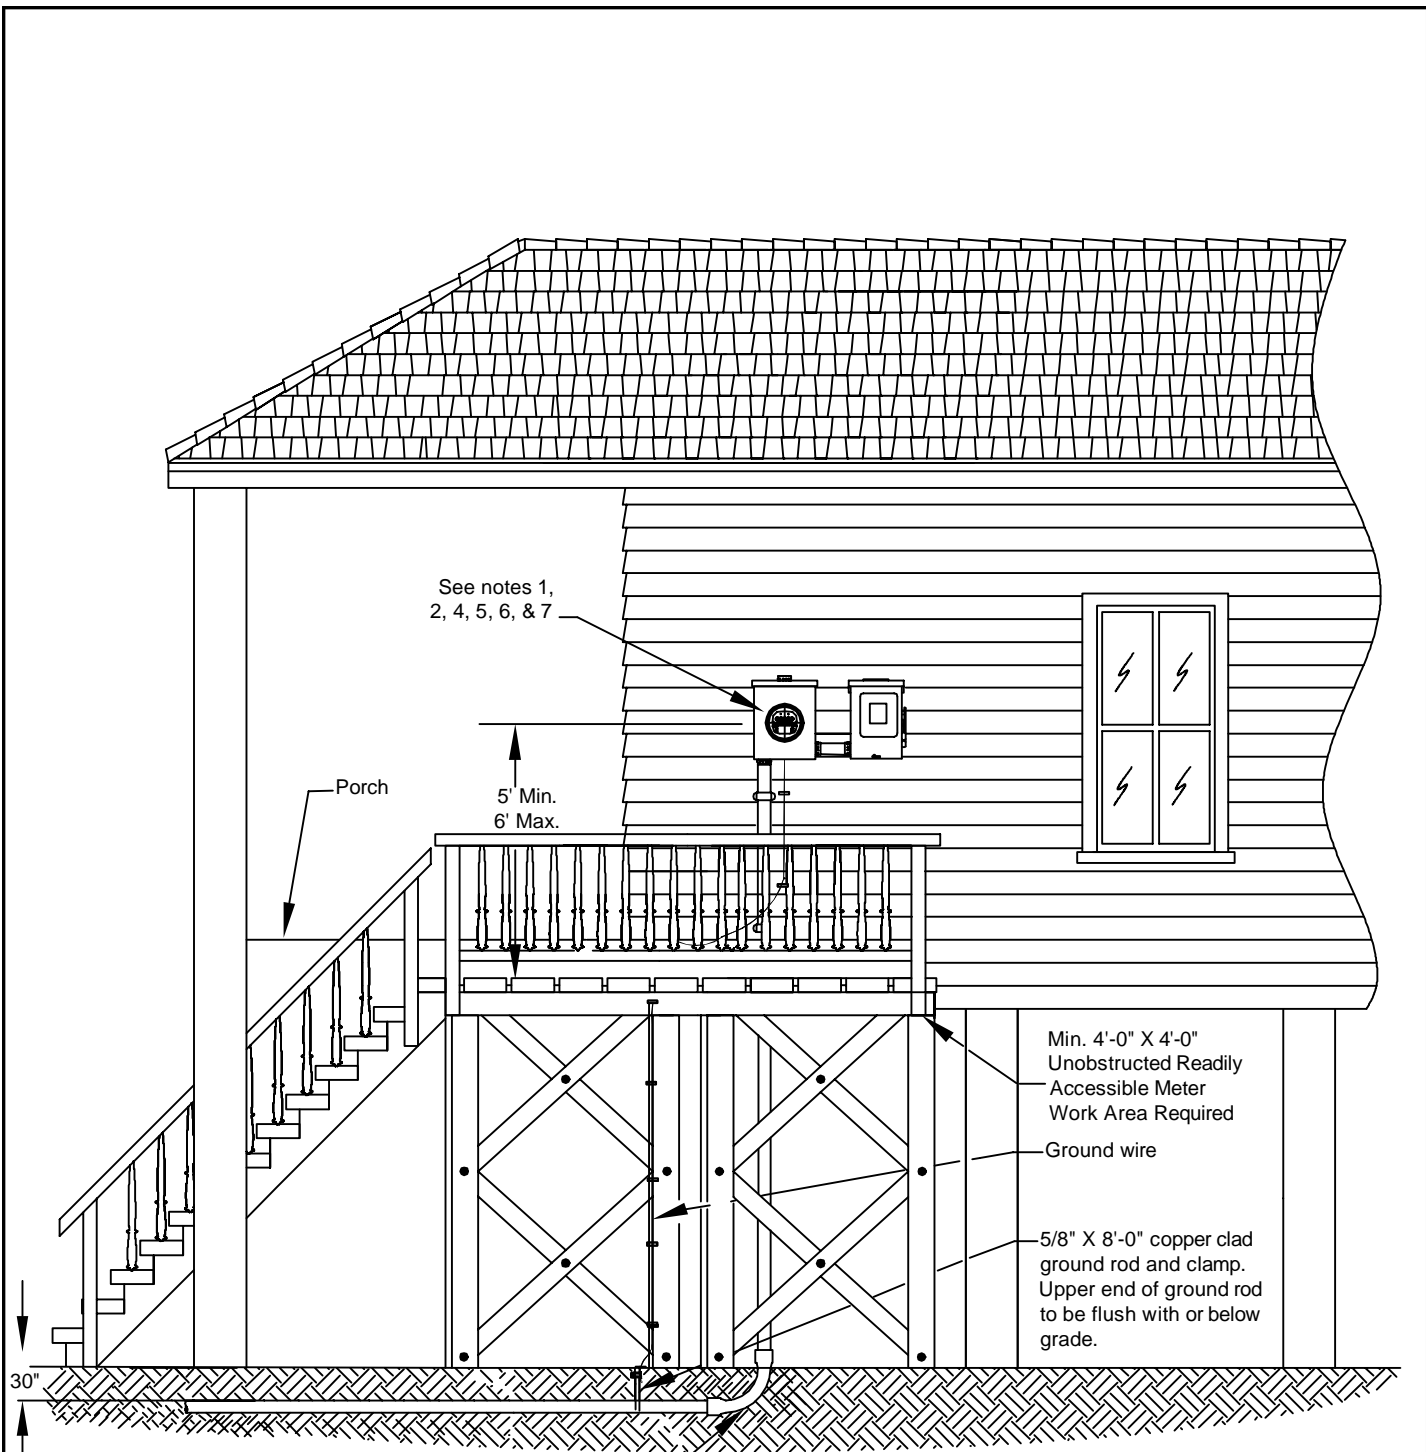 See notes 1,
2, 4, 5, 6, & 7
Porch
5' Min.
6' Max.
Min. 4'-0" X 4'-0"
Unobstructed Readily
Accessible Meter
Work Area Required
Ground wire
5/8" X 8'-0" copper clad
ground rod and clamp.
Upper end of ground rod
to be flush with or below
grade.
30"